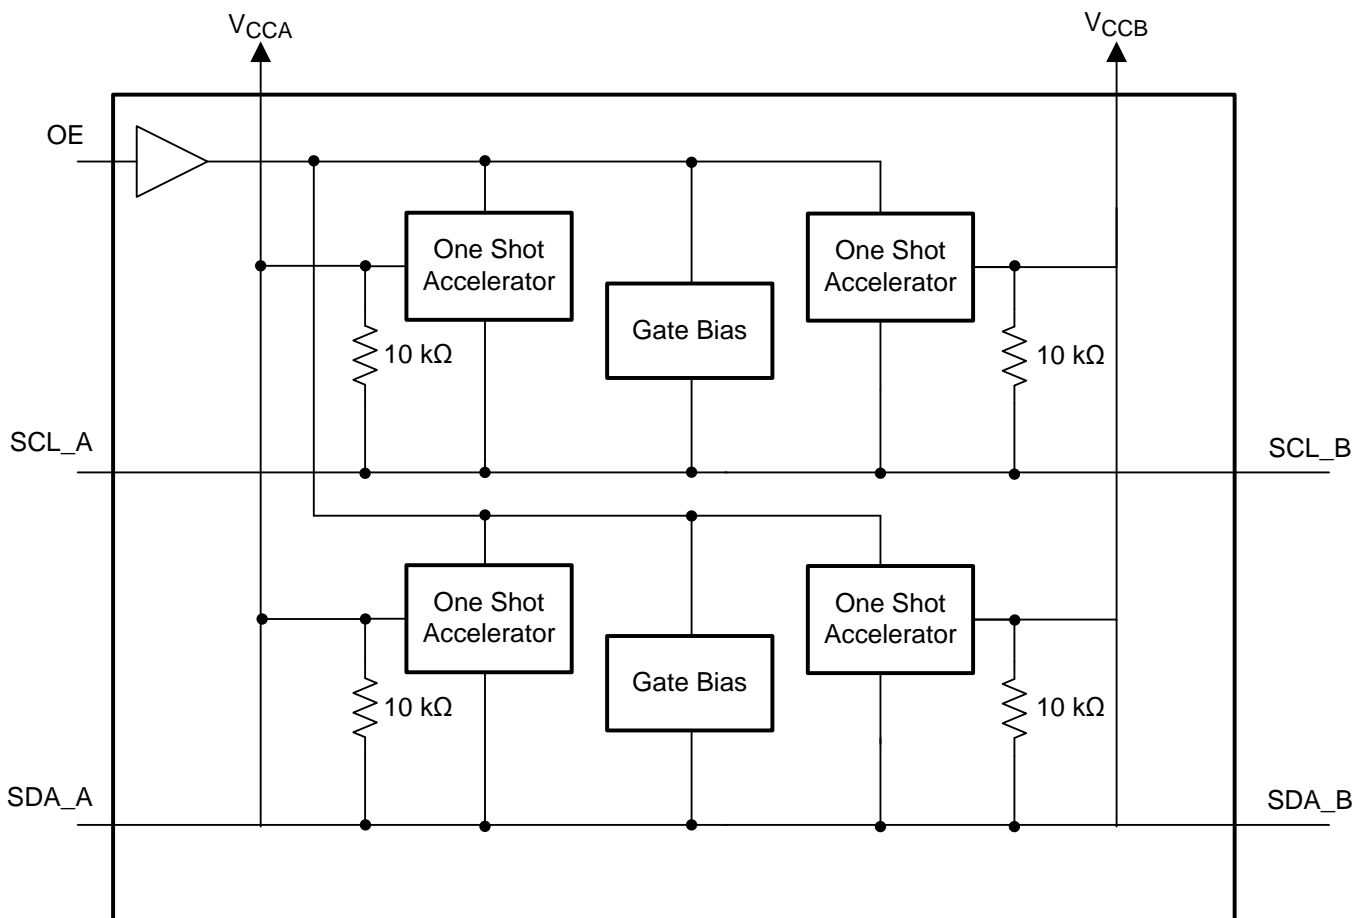 VCCA
VCCB
OE
One Shot
Accelerator
One Shot
Accelerator
10 kΩ
Gate Bias
10 kΩ
SCL_A
SCL_B
One Shot
Accelerator
One Shot
Accelerator
10 kΩ
Gate Bias
10 kΩ
SDA_A
SDA_B